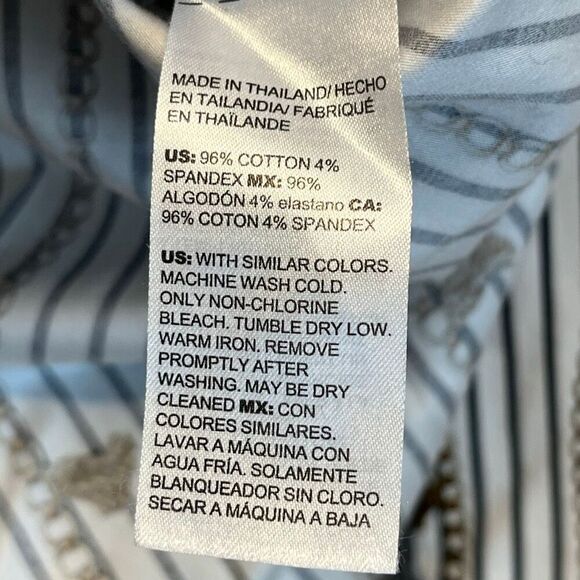 MADE IN THAILAND/ HECHO
EN TAILANDIA/ FABRIQUÉ
EN THAÏLANDE
US: 96% COTTON 4%
SPANDEX MX: 96%
ALGODÓN 4% elastano CA:
96% COTON 4% SPANDEX
US: WITH SIMILAR COLORS.
MACHINE WASH COLD.
ONLY NON-CHLORINE
BLEACH. TUMBLE DRY LOW.
WARM IRON. REMOVE
PROMPTLY AFTER
WASHING. MAY BE DRY
CLEANED MX: CON
COLORES SIMILARES.
LAVAR A MÁQUINA CON
AGUA FRÍA. SOLAMENTE
BLANQUEADOR SIN CLORO.
SECAR A MÁQUINA A BAJA